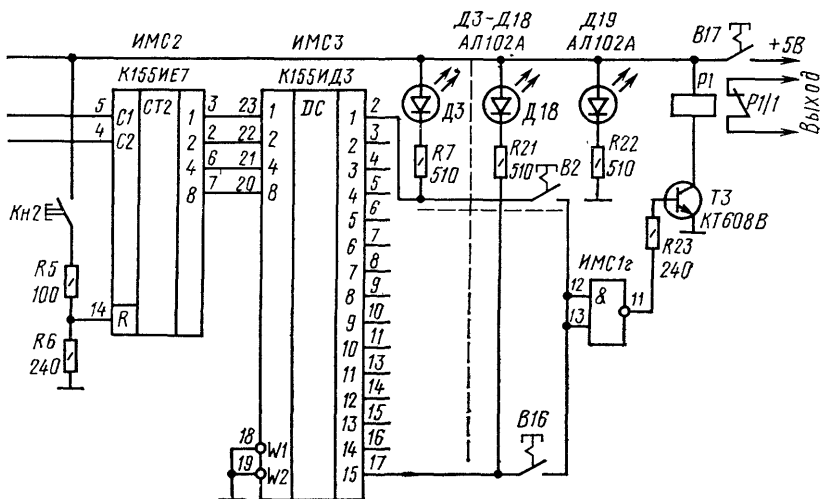 ИМС2
К155ИЕ7
ИМС3
К155ИД3
Д3-Д18
АЛ102А
Д19
АЛ102А
В17
+5В
Р1
Р1/1
Выход
5 С1 СТ2 1 3 23 1 DC 1 2
4 С2 2 2 22 2 2 3
4 6 21 4 3 4
8 7 20 8 4 5
5 6
6 7
7 8
8 9
9 10
10 11
11 13
12 14
13 15
14 16
15 17
Д3
Д18
R7
510
R21
510
В2
R22
510
Т3
КТ608В
R23
240
ИМС1г
12 & 11
13
Кн2
R5
100
14 R
R6
240
18 W1
19 W2
В16